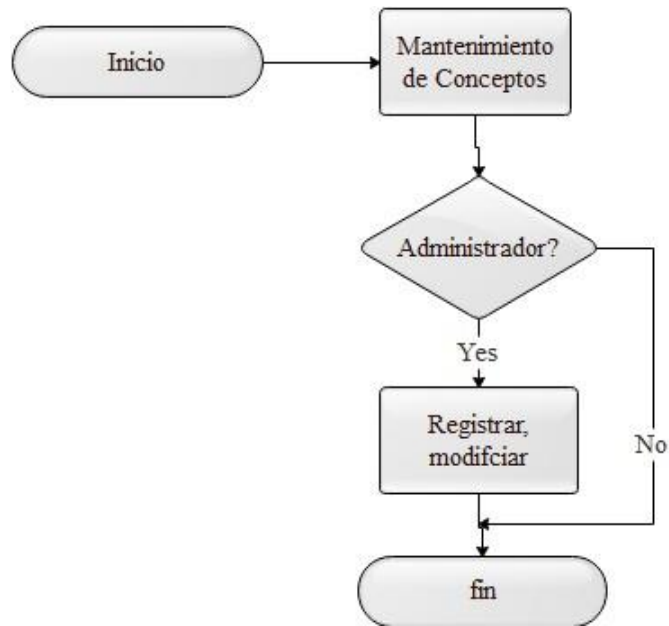 Inicio
Mantenimiento
de Conceptos
Administrador?
Yes
Registrar,
modifciar
No
fin